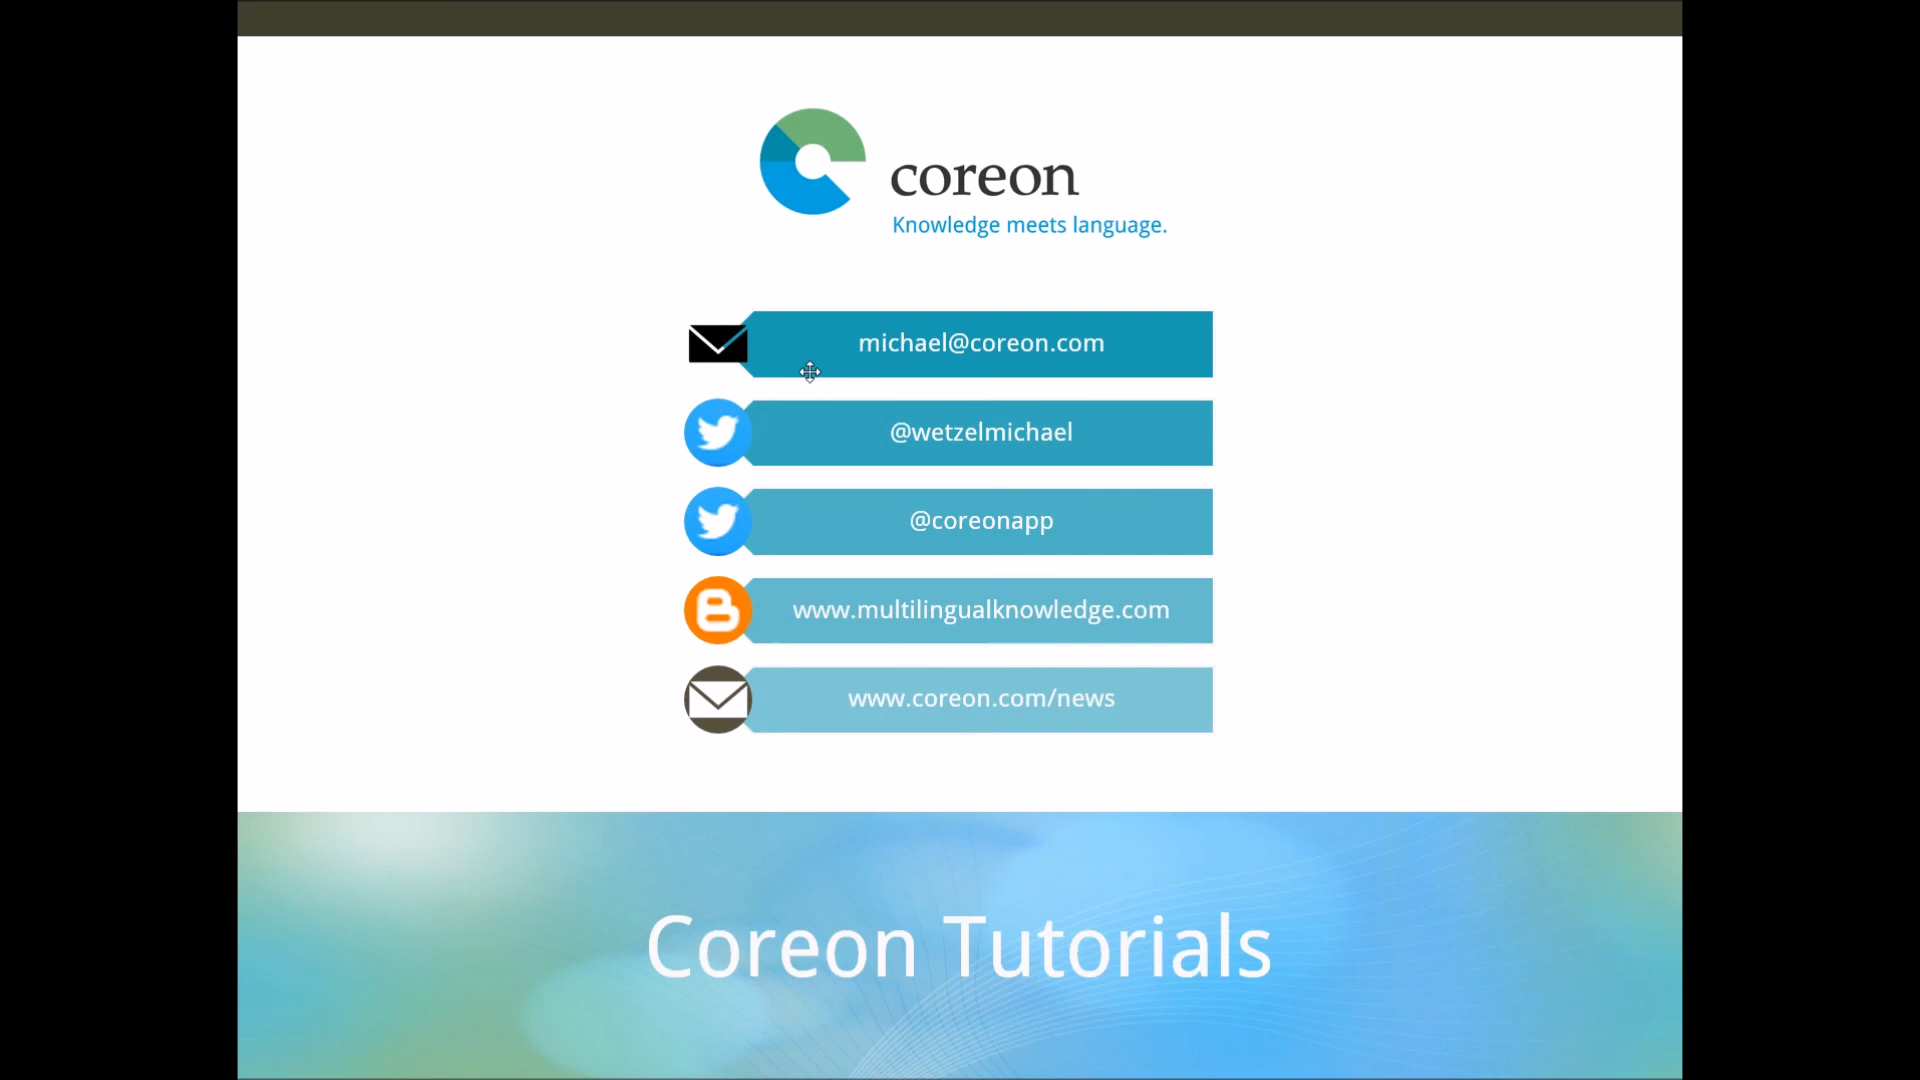 coreon
Knowledge meets language.
michael@coreon.com
@wetzelmichael
@coreonapp
www.multilingualknowledge.com
www.coreon.com/news
Coreon Tutorials